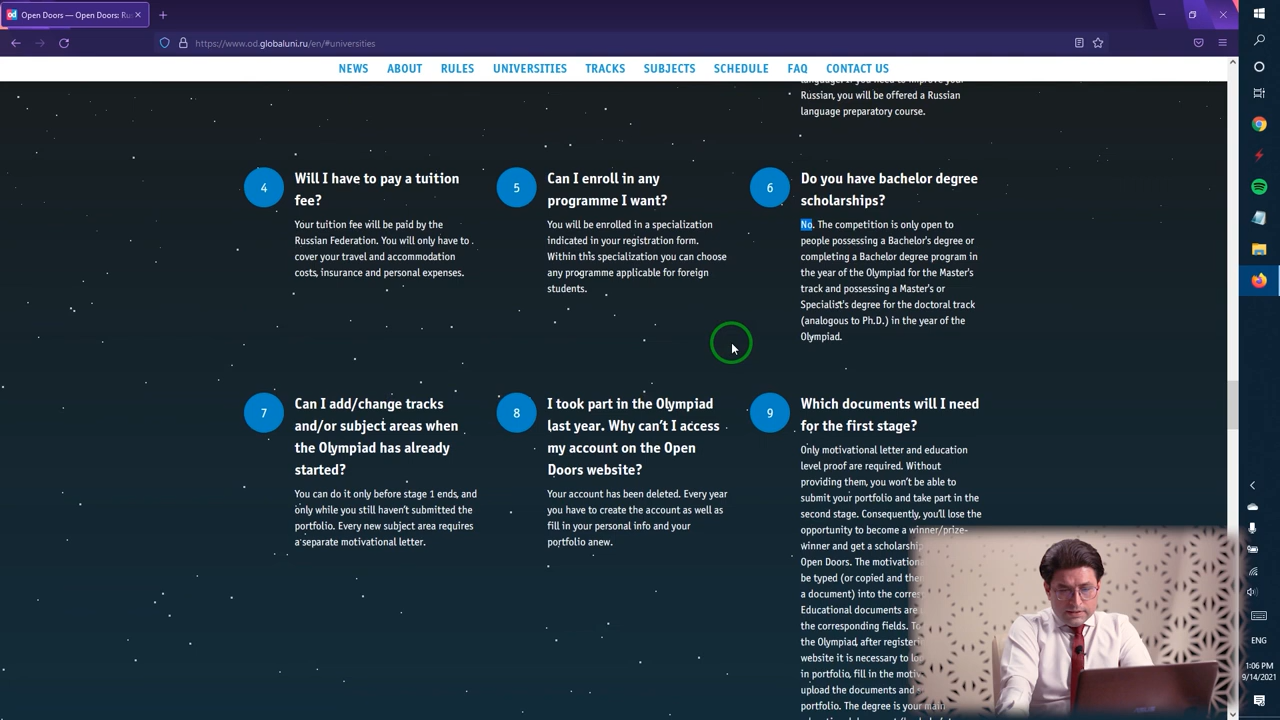 Open Doors — Open Doors: Ru
https://www.od.globaluni.ru/en/#universities
NEWS ABOUT RULES UNIVERSITIES TRACKS SUBJECTS SCHEDULE FAQ CONTACT US
Russian, you will be offered a Russian
language preparatory course.
4
Will I have to pay a tuition
fee?
Your tuition fee will be paid by the
Russian Federation. You will only have to
cover your travel and accommodation
costs, insurance and personal expenses.
5
Can I enroll in any
programme I want?
You will be enrolled in a specialization
indicated in your registration form.
Within this specialization you can choose
any programme applicable for foreign
students.
6
Do you have bachelor degree
scholarships?
No. The competition is only open to
people possessing a Bachelor's degree or
completing a Bachelor degree program in
the year of the Olympiad for the Master's
track and possessing a Master's or
Specialist's degree for the doctoral track
(analogous to Ph.D.) in the year of the
Olympiad.
7
Can I add/change tracks
and/or subject areas when
the Olympiad has already
started?
You can do it only before stage 1 ends, and
only while you still haven't submitted the
portfolio. Every new subject area requires
a separate motivational letter.
8
I took part in the Olympiad
last year. Why can't I access
my account on the Open
Doors website?
Your account has been deleted. Every year
you have to create the account as well as
fill in your personal info and your
portfolio anew.
9
Which documents will I need
for the first stage?
Only motivational letter and education
level proof are required. Without
providing them, you won't be able to
submit your portfolio and take part in the
second stage. Consequently, you'll lose the
opportunity to become a winner/prize-
winner and get a scholarship
Open Doors. The motivational
be typed (or copied and then
a document) into the
Educational documents are
the corresponding fields.
the Olympiad, after
website it is necessary to
in portfolio, fill in the
upload the documents and
portfolio. The degree is your main
ENG
1:06 PM
9/14/2021